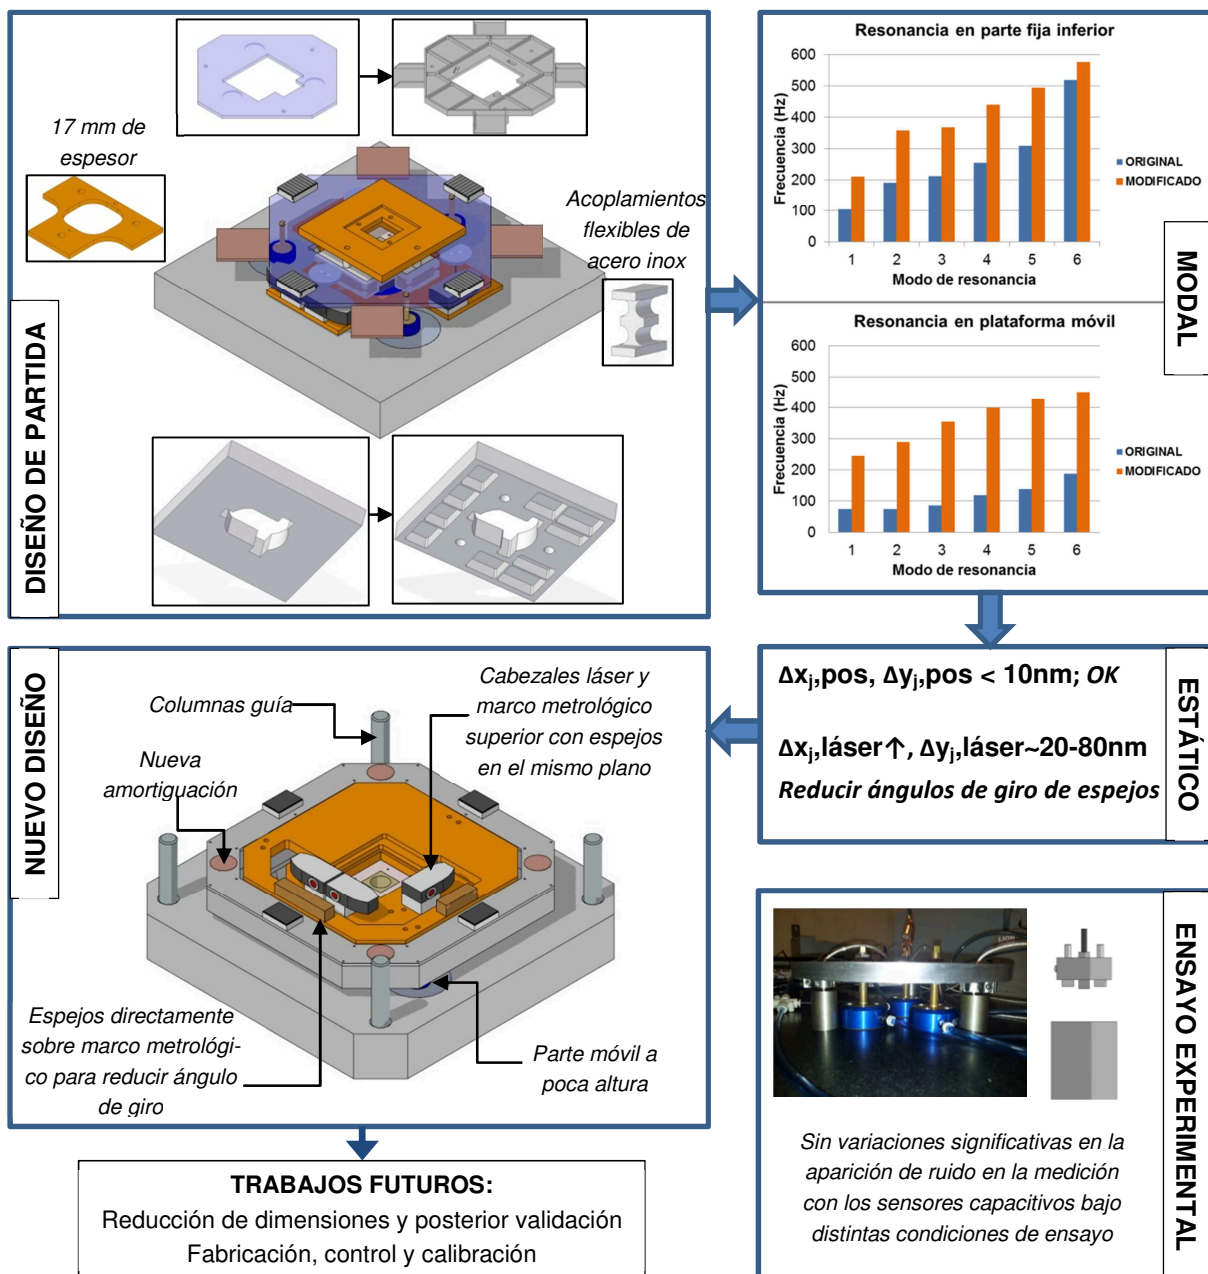 DISEÑO DE PARTIDA
17 mm de
espesor
Acoplamientos
flexibles de
acero inox
MODAL
Resonancia en parte fija inferior
Frecuencia (Hz)
600
500
400
300
200
100
0
1 2 3 4 5 6
Modo de resonancia
ORIGINAL
MODIFICADO
Resonancia en plataforma móvil
Frecuencia (Hz)
600
500
400
300
200
100
0
1 2 3 4 5 6
Modo de resonancia
ORIGINAL
MODIFICADO
ESTÁTICO
Δxj,pos, Δyj,pos < 10nm; OK
Δxj,láser↑, Δyj,láser~20-80nm
Reducir ángulos de giro de espejos
NUEVO DISEÑO
Columnas guía
Nueva
amortiguación
Cabezales láser y
marco metrológico
superior con espejos
en el mismo plano
Espejos directamente
sobre marco metrológi-
co para reducir ángulo
de giro
Parte móvil a
poca altura
ENSAYO EXPERIMENTAL
LION
Sin variaciones significativas en la
aparición de ruido en la medición
con los sensores capacitivos bajo
distintas condiciones de ensayo
TRABAJOS FUTUROS:
Reducción de dimensiones y posterior validación
Fabricación, control y calibración